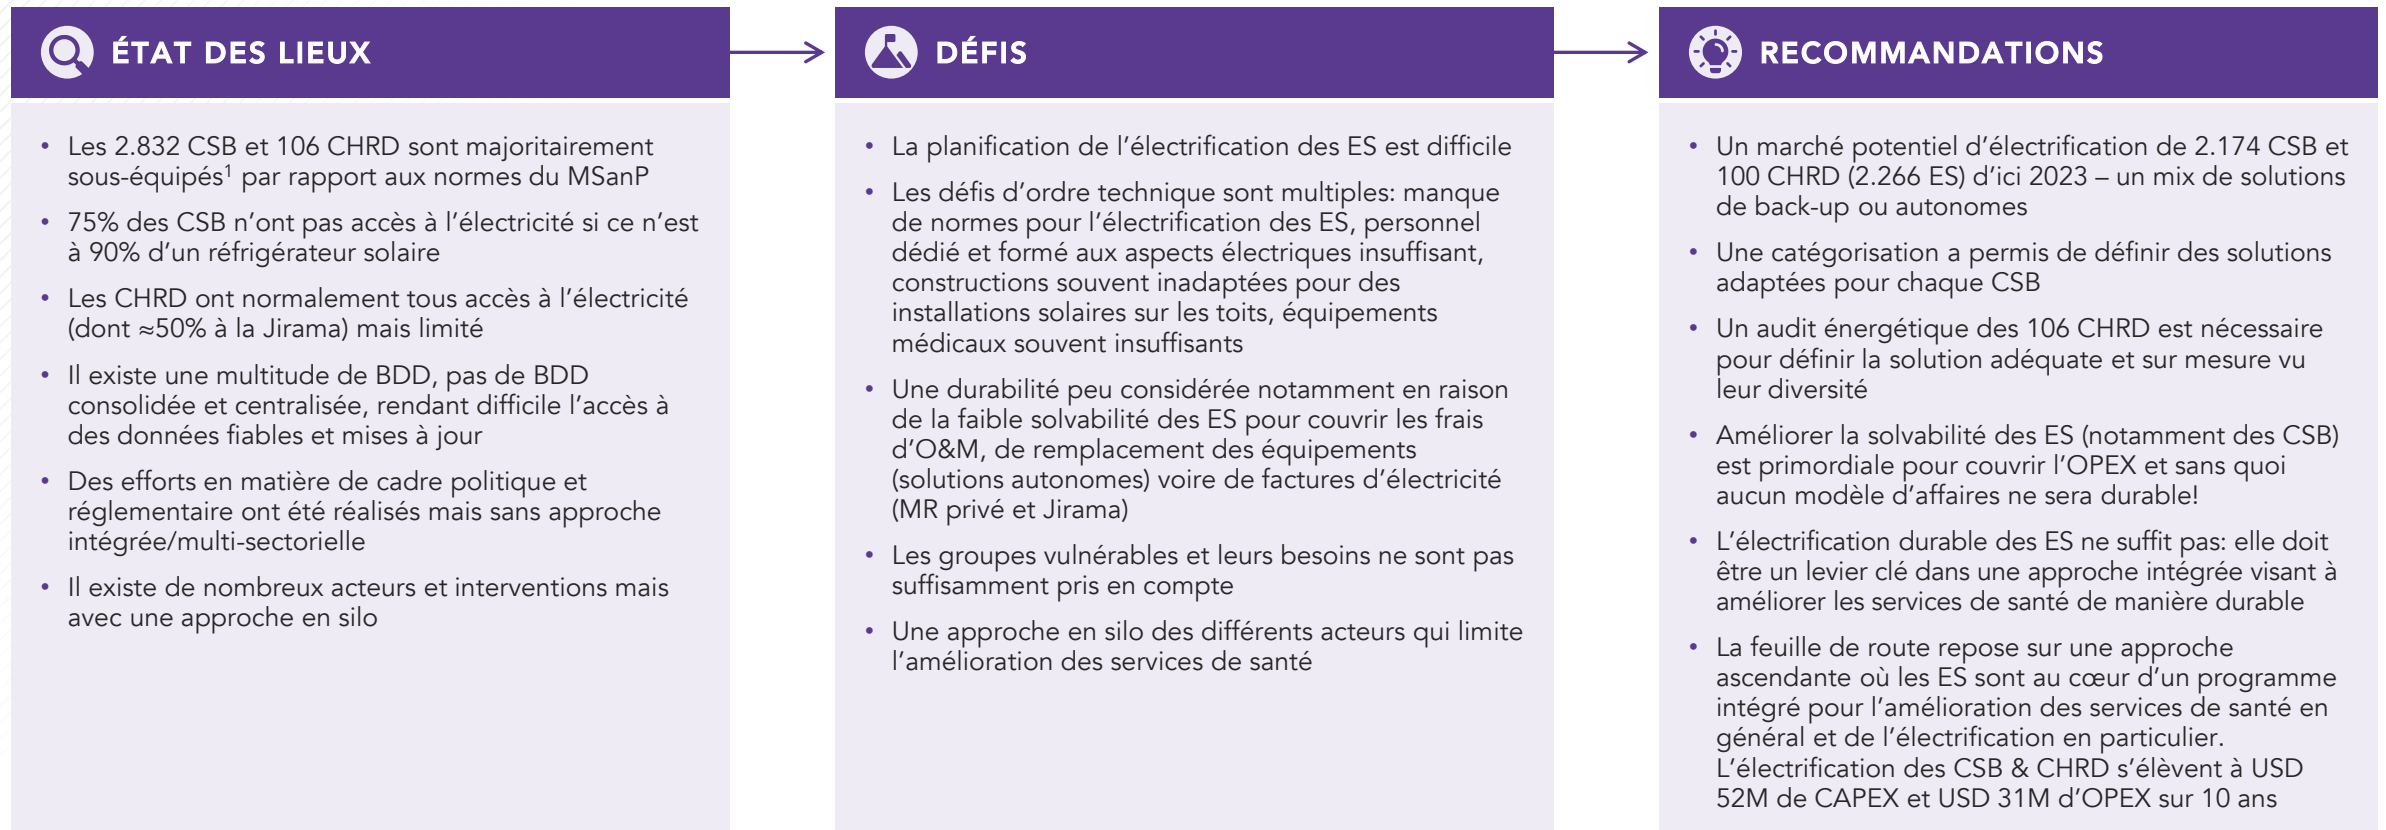 ÉTAT DES LIEUX
• Les 2.832 CSB et 106 CHRD sont majoritairement
sous-équipés¹ par rapport aux normes du MSanP
• 75% des CSB n’ont pas accès à l’électricité si ce n’est
à 90% d’un réfrigérateur solaire
• Les CHRD ont normalement tous accès à l’électricité
(dont ≈50% à la Jirama) mais limité
• Il existe une multitude de BDD, pas de BDD
consolidée et centralisée, rendant difficile l’accès à
des données fiables et mises à jour
• Des efforts en matière de cadre politique et
réglementaire ont été réalisés mais sans approche
intégrée/multi-sectorielle
• Il existe de nombreux acteurs et interventions mais
avec une approche en silo
DÉFIS
• La planification de l’électrification des ES est difficile
• Les défis d’ordre technique sont multiples: manque
de normes pour l’électrification des ES, personnel
dédié et formé aux aspects électriques insuffisant,
constructions souvent inadaptées pour des
installations solaires sur les toits, équipements
médicaux souvent insuffisants
• Une durabilité peu considérée notamment en raison
de la faible solvabilité des ES pour couvrir les frais
d’O&M, de remplacement des équipements
(solutions autonomes) voire de factures d’électricité
(MR privé et Jirama)
• Les groupes vulnérables et leurs besoins ne sont pas
suffisamment pris en compte
• Une approche en silo des différents acteurs qui limite
l’amélioration des services de santé
RECOMMANDATIONS
• Un marché potentiel d’électrification de 2.174 CSB et
100 CHRD (2.266 ES) d’ici 2023 – un mix de solutions
de back-up ou autonomes
• Une catégorisation a permis de définir des solutions
adaptées pour chaque CSB
• Un audit énergétique des 106 CHRD est nécessaire
pour définir la solution adéquate et sur mesure vu
leur diversité
• Améliorer la solvabilité des ES (notamment des CSB)
est primordiale pour couvrir l’OPEX et sans quoi
aucun modèle d’affaires ne sera durable!
• L’électrification durable des ES ne suffit pas: elle doit
être un levier clé dans une approche intégrée visant à
améliorer les services de santé de manière durable
• La feuille de route repose sur une approche
ascendante où les ES sont au cœur d’un programme
intégré pour l’amélioration des services de santé en
général et de l’électrification en particulier.
L’électrification des CSB & CHRD s’élèvent à USD
52M de CAPEX et USD 31M d’OPEX sur 10 ans